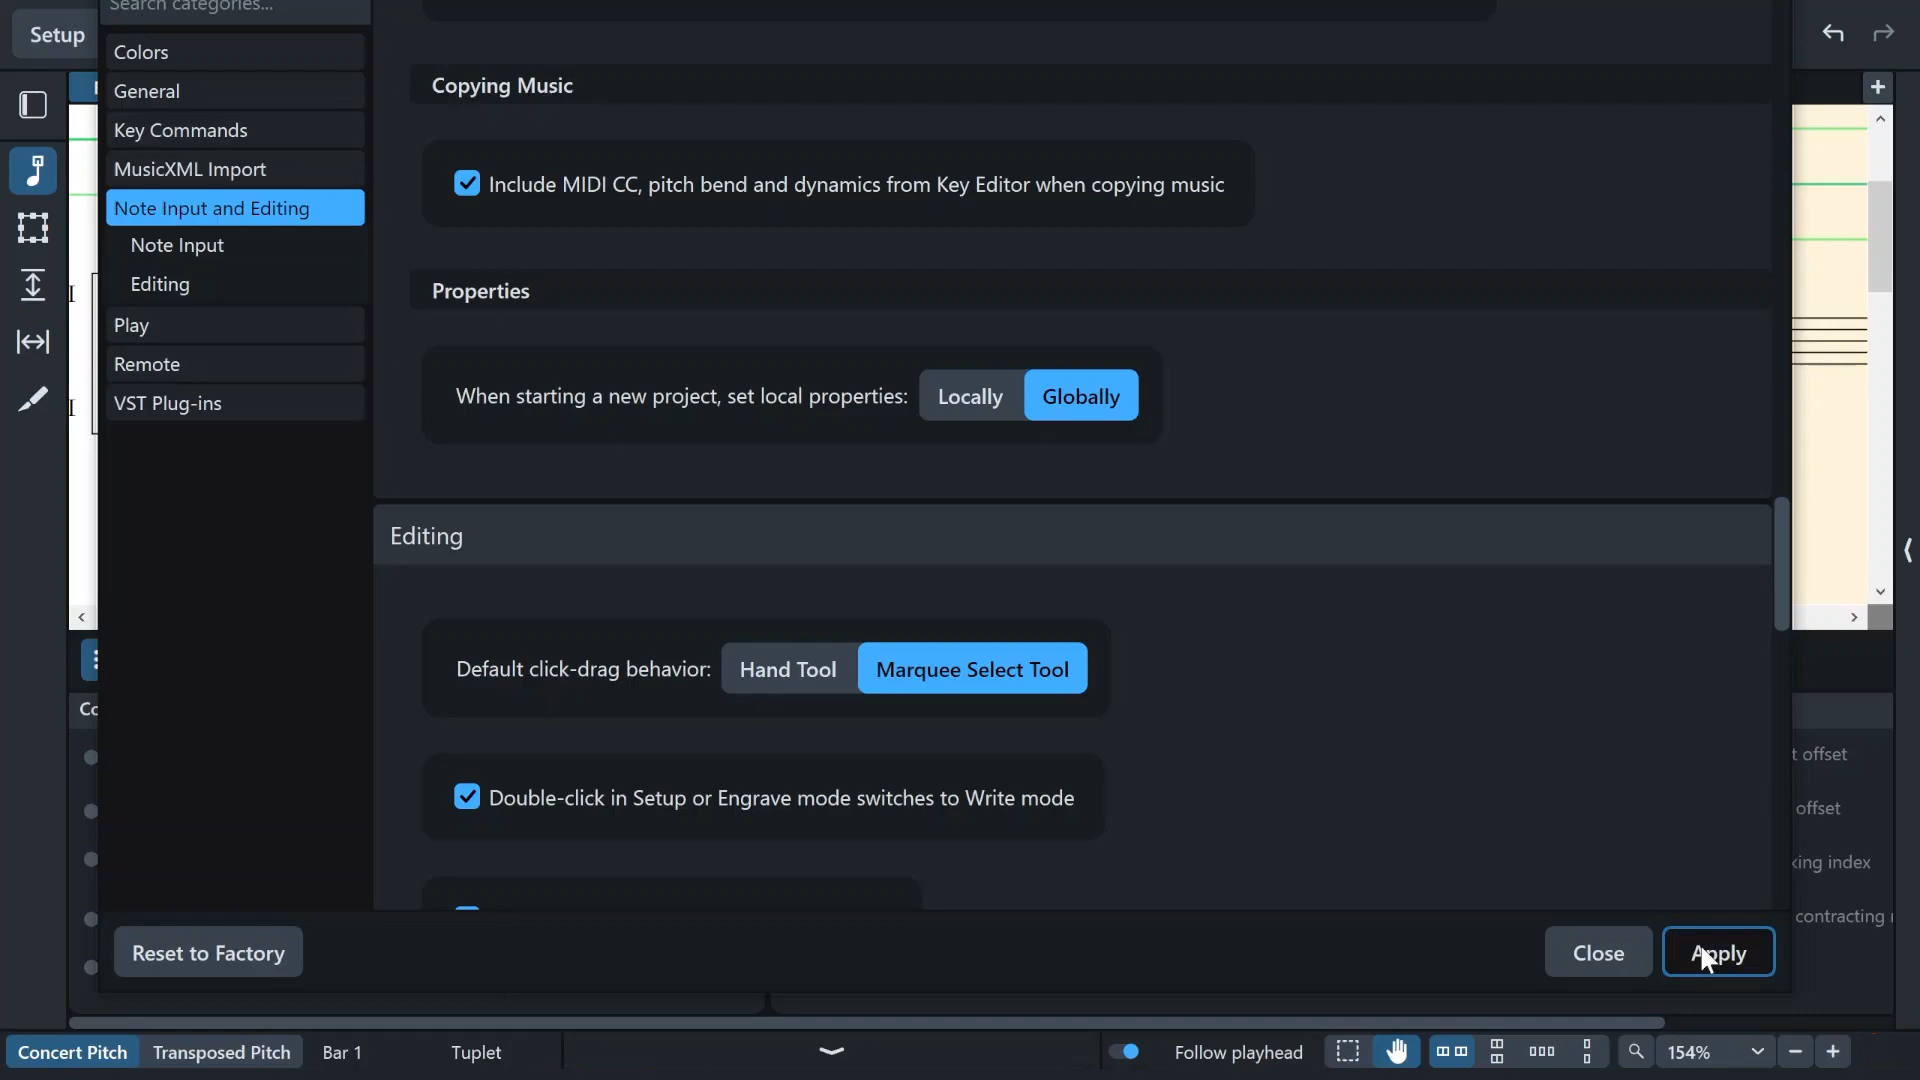 Setup
Search categories...
Colors
General
Key Commands
MusicXML Import
Note Input and Editing
Note Input
Editing
Play
Remote
VST Plug-ins
Copying Music
Include MIDI CC, pitch bend and dynamics from Key Editor when copying music
Properties
When starting a new project, set local properties: Locally Globally
Editing
Default click-drag behavior: Hand Tool Marquee Select Tool
Double-click in Setup or Engrave mode switches to Write mode
offset
offset
index
contracting
Reset to Factory Close Apply
Concert Pitch Transposed Pitch Bar 1 Tuplet Follow playhead 154%